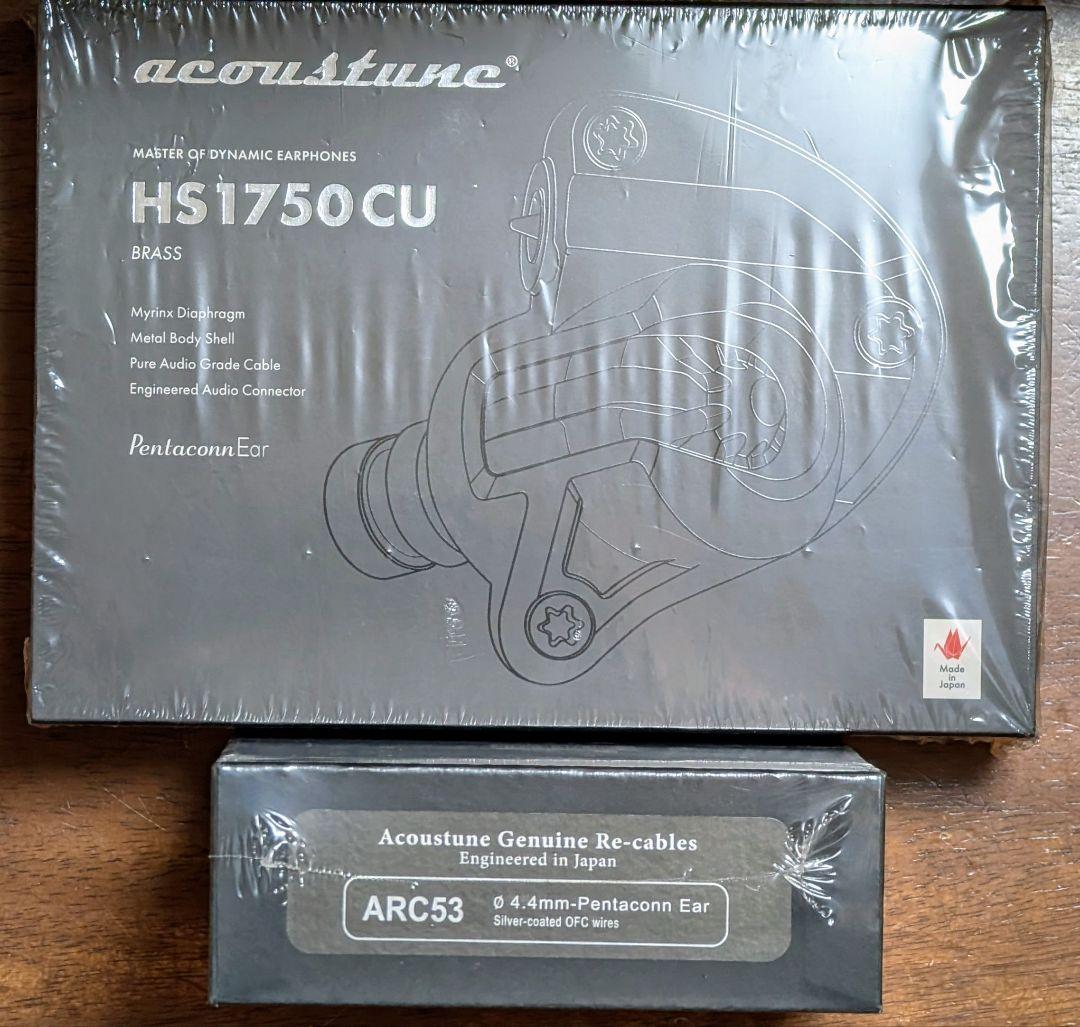 acoustune®
MASTER OF DYNAMIC EARPHONES
HS1750CU
BRASS
Myrinx Diaphragm
Metal Body Shell
Pure Audio Grade Cable
Engineered Audio Connector
Pentaconn Ear
Made
in
Japan
Acoustune Genuine Re-cables
Engineered in Japan
ARC53
Ø 4.4mm-Pentaconn Ear
Silver-coated OFC wires